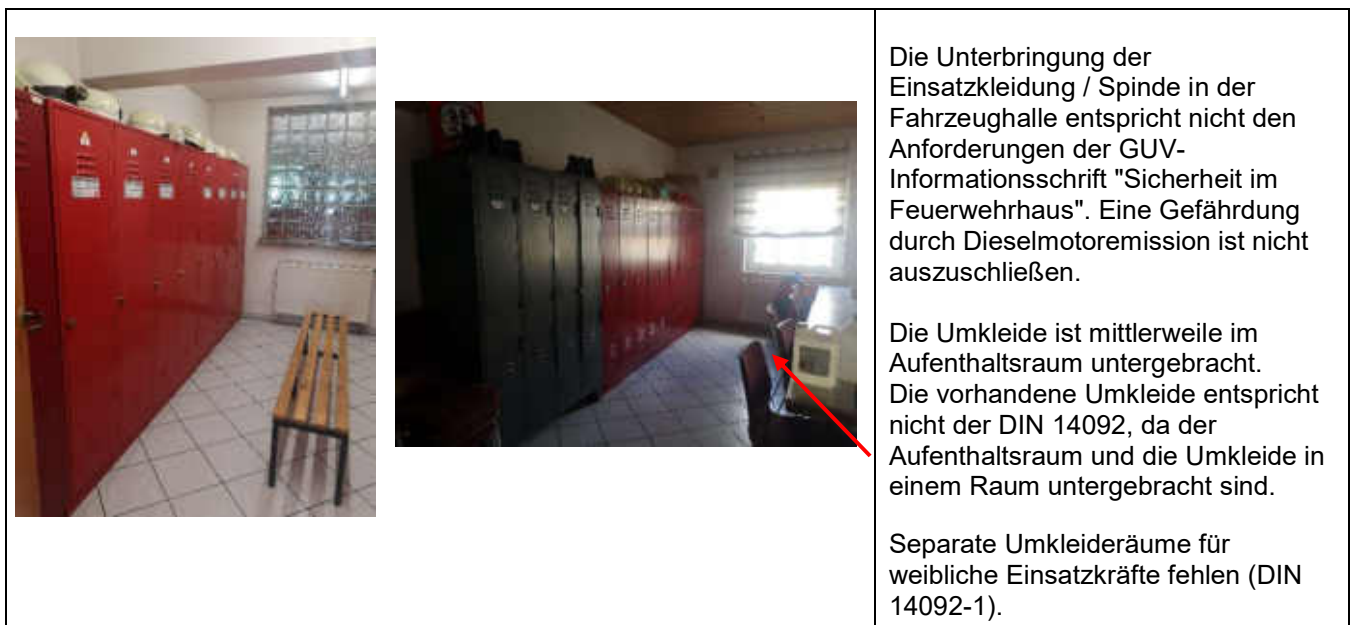 Die Unterbringung der
Einsatzkleidung / Spinde in der
Fahrzeughalle entspricht nicht den
Anforderungen der GUV-
Informationsschrift "Sicherheit im
Feuerwehrhaus". Eine Gefährdung
durch Dieselmotoremission ist nicht
auszuschließen.
Die Umkleide ist mittlerweile im
Aufenthaltsraum untergebracht.
Die vorhandene Umkleide entspricht
nicht der DIN 14092, da der
Aufenthaltsraum und die Umkleide in
einem Raum untergebracht sind.
Separate Umkleideräume für
weibliche Einsatzkräfte fehlen (DIN
14092-1).